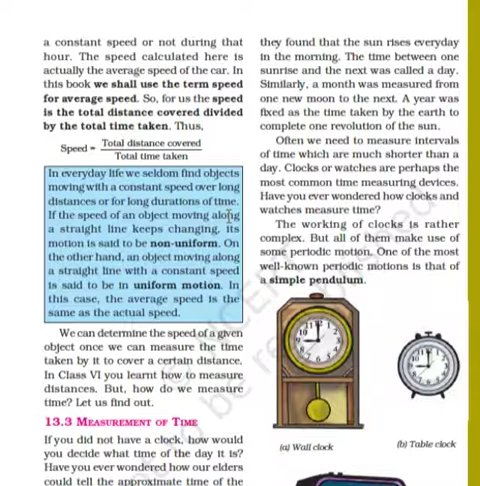 a constant speed or not during that
hour. The speed calculated here is
actually the average speed of the car. In
this book we shall use the term speed
for average speed. So, for us the speed
is the total distance covered divided
by the total time taken. Thus,
Speed = Total distance covered
Total time taken
In everyday life we seldom find objects
moving with a constant speed over long
distances or for long durations of time.
If the speed of an object moving along
a straight line keeps changing, its
motion is said to be non-uniform. On
the other hand, an object moving along
a straight line with a constant speed
is said to be in uniform motion. In
this case, the average speed is the
same as the actual speed.
We can determine the speed of a given
object once we can measure the time
taken by it to cover a certain distance.
In Class VI you learnt how to measure
distances. But, how do we measure
time? Let us find out.
13.3 MEASUREMENT OF TIME
If you did not have a clock, how would
you decide what time of the day it is?
Have you ever wondered how our elders
could tell the approximate time of the
they found that the sun rises everyday
in the morning. The time between one
sunrise and the next was called a day.
Similarly, a month was measured from
one new moon to the next. A year was
fixed as the time taken by the earth to
complete one revolution of the sun.
Often we need to measure intervals
of time which are much shorter than a
day. Clocks or watches are perhaps the
most common time measuring devices.
Have you ever wondered how clocks and
watches measure time?
The working of clocks is rather
complex. But all of them make use of
some periodic motion. One of the most
well-known periodic motions is that of
a simple pendulum.
(a) Wall clock
(b) Table clock